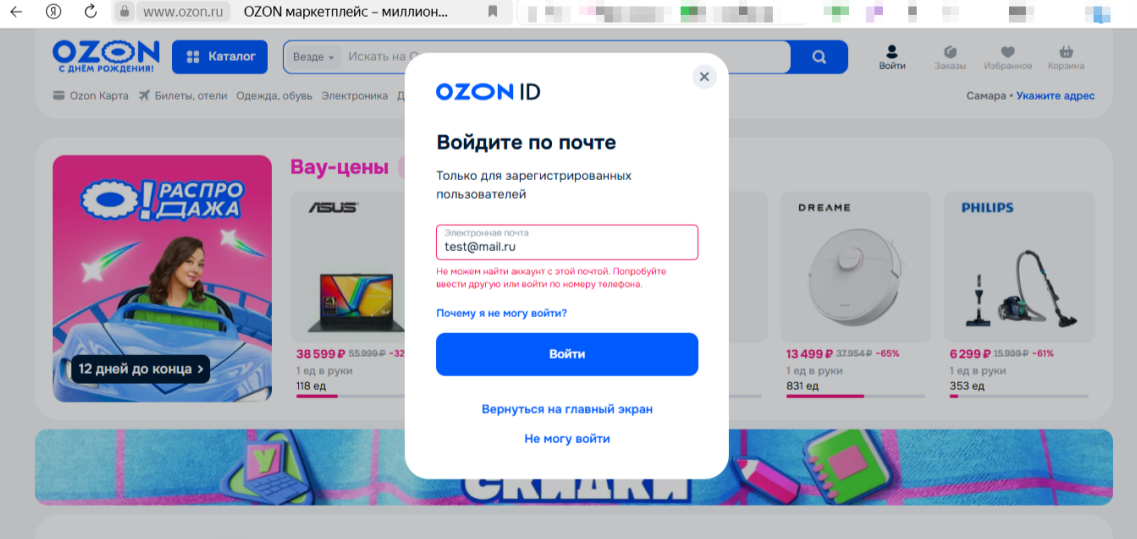 www.ozon.ru OZON маркетплейс – миллион...
OZON
С ДНЁМ РОЖДЕНИЯ!
Каталог
Везде
Искать на O
Войти
Заказы
Избранное
Корзина
Ozon Карта Билеты, отели Одежда, обувь Электроника Д
Самара • Укажите адрес
OZON ID
Войдите по почте
Только для зарегистрированных
пользователей
Электронная почта
test@mail.ru
Не можем найти аккаунт с этой почтой. Попробуйте
ввести другую или войти по номеру телефона.
Почему я не могу войти?
Войти
Вернуться на главный экран
Не могу войти
О! РАСПРО
ДАЖА
12 дней до конца >
Вау-цены
ASUS
38 599 ₽ 55 999 ₽ -32
1 ед в руки
118 ед
DREAME
13 499 ₽ 37 954 ₽ -65%
1 ед в руки
831 ед
PHILIPS
6 299 ₽ 15 999 ₽ -61%
1 ед в руки
353 ед
СКИДКИ